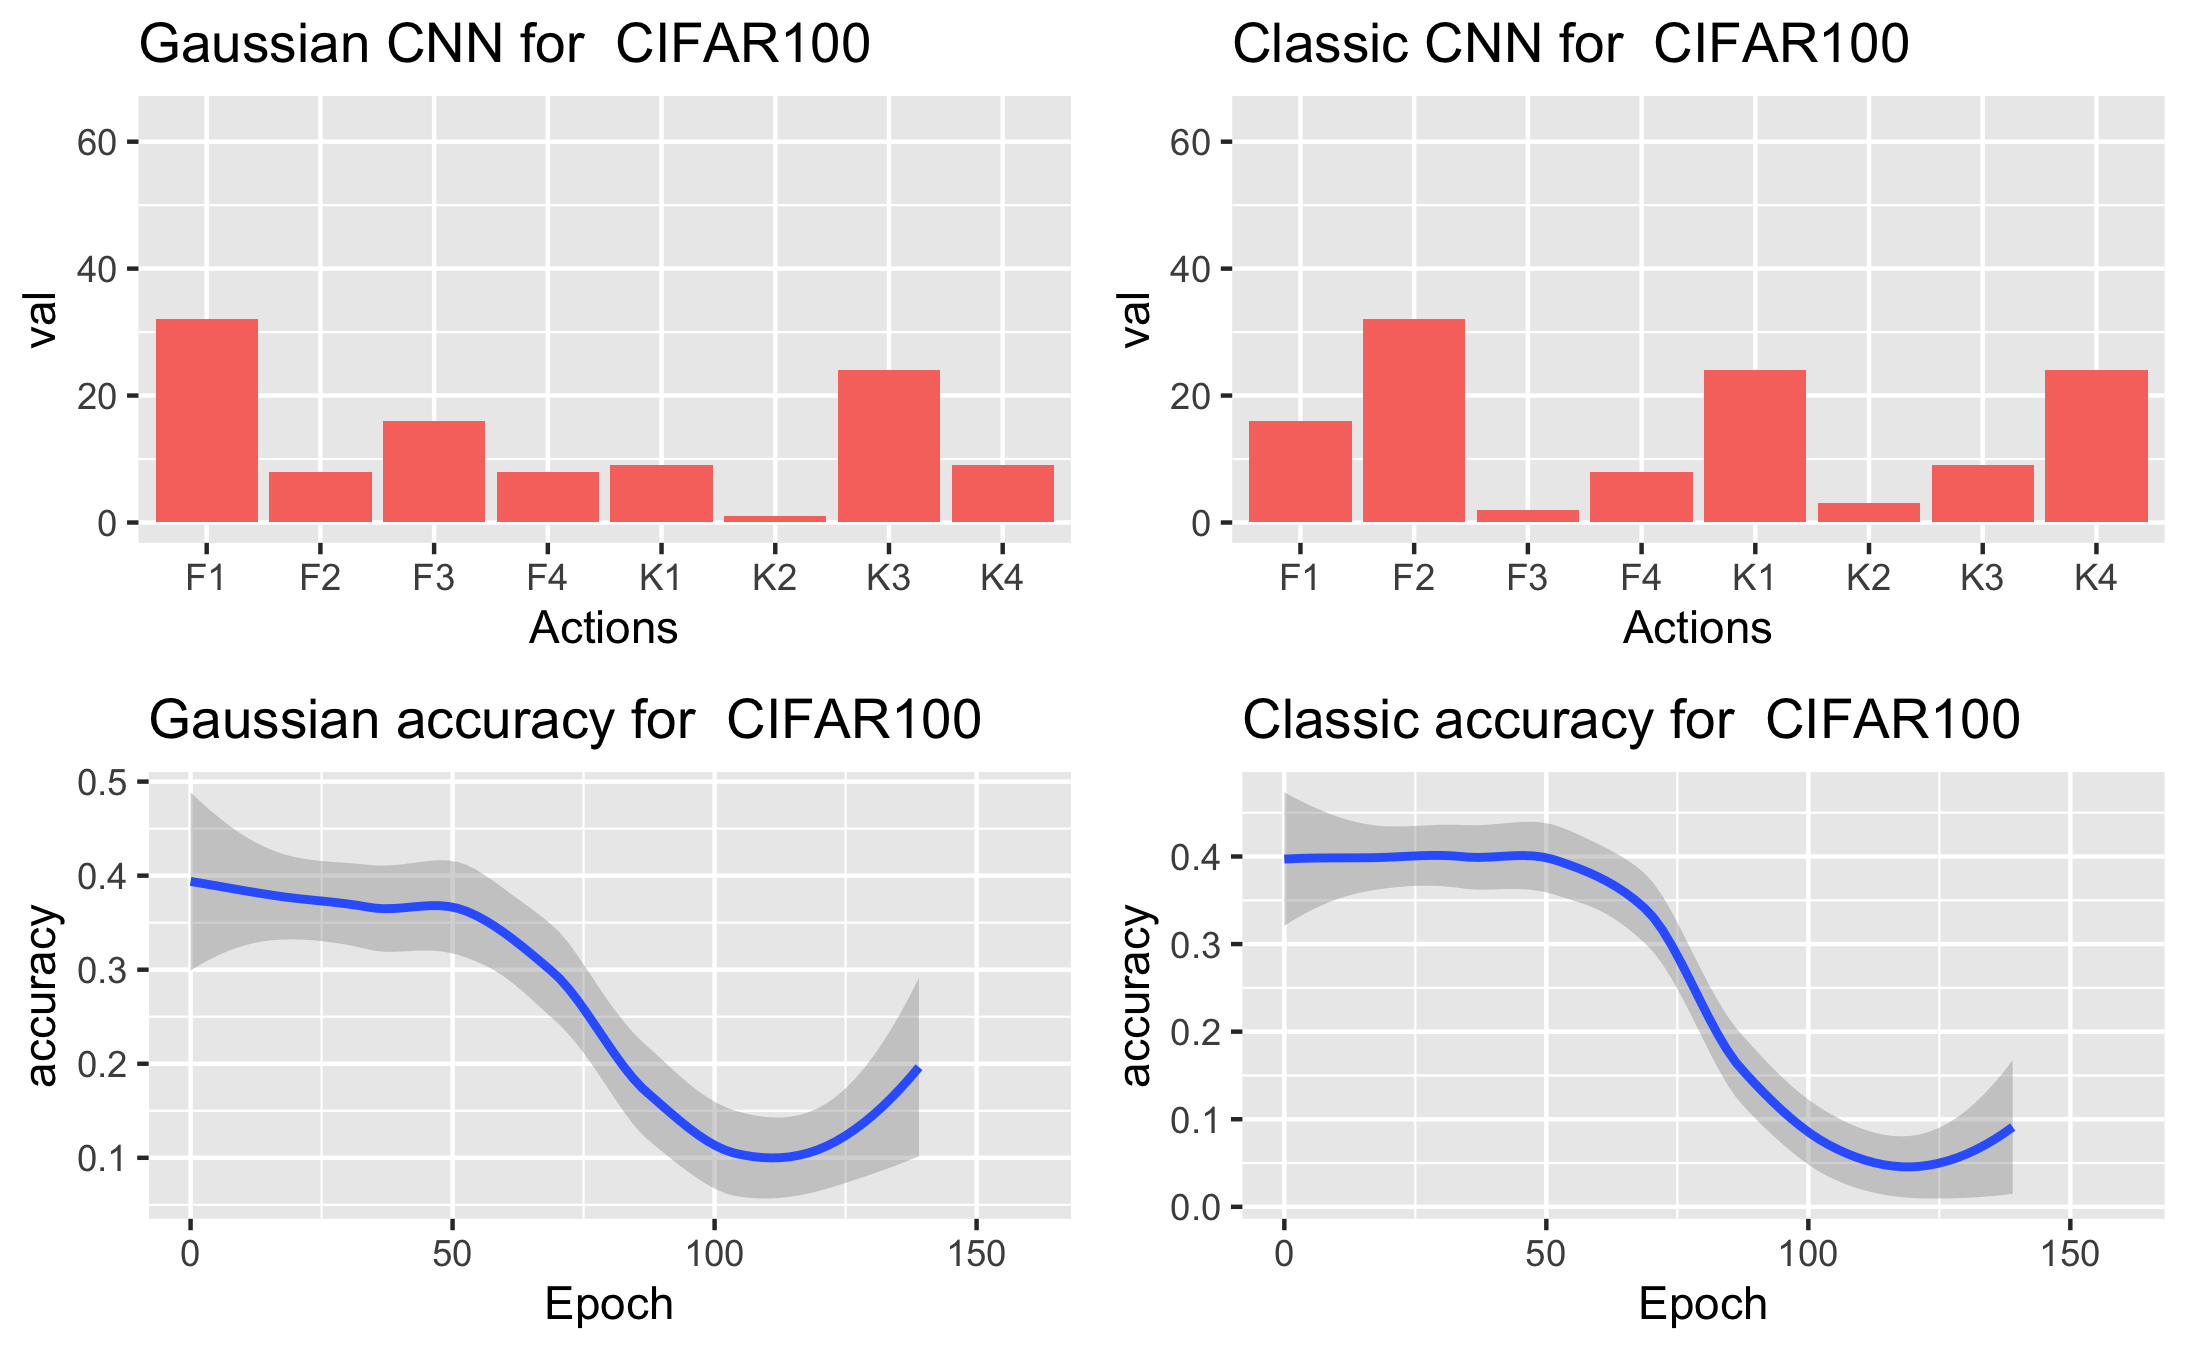 Gaussian CNN for  CIFAR100
60
40
20
0
val
F1 F2 F3 F4 K1 K2 K3 K4
Actions
Classic CNN for  CIFAR100
60
40
20
0
val
F1 F2 F3 F4 K1 K2 K3 K4
Actions
Gaussian accuracy for  CIFAR100
0.5
0.4
0.3
0.2
0.1
accuracy
0 50 100 150
Epoch
Classic accuracy for  CIFAR100
0.4
0.3
0.2
0.1
0.0
accuracy
0 50 100 150
Epoch